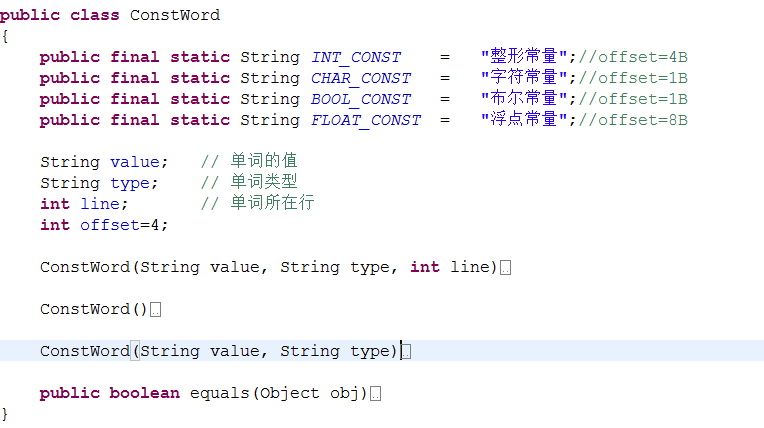 public class ConstWord
{
    public final static String INT_CONST    =   "整形常量";//offset=4B
    public final static String CHAR_CONST   =   "字符常量";//offset=1B
    public final static String BOOL_CONST   =   "布尔常量";//offset=1B
    public final static String FLOAT_CONST  =   "浮点常量";//offset=8B
    String value;   // 单词的值
    String type;    // 单词类型
    int line;       // 单词所在行
    int offset=4;
    ConstWord(String value, String type, int line)
    ConstWord()
    ConstWord(String value, String type)
    public boolean equals(Object obj)
}